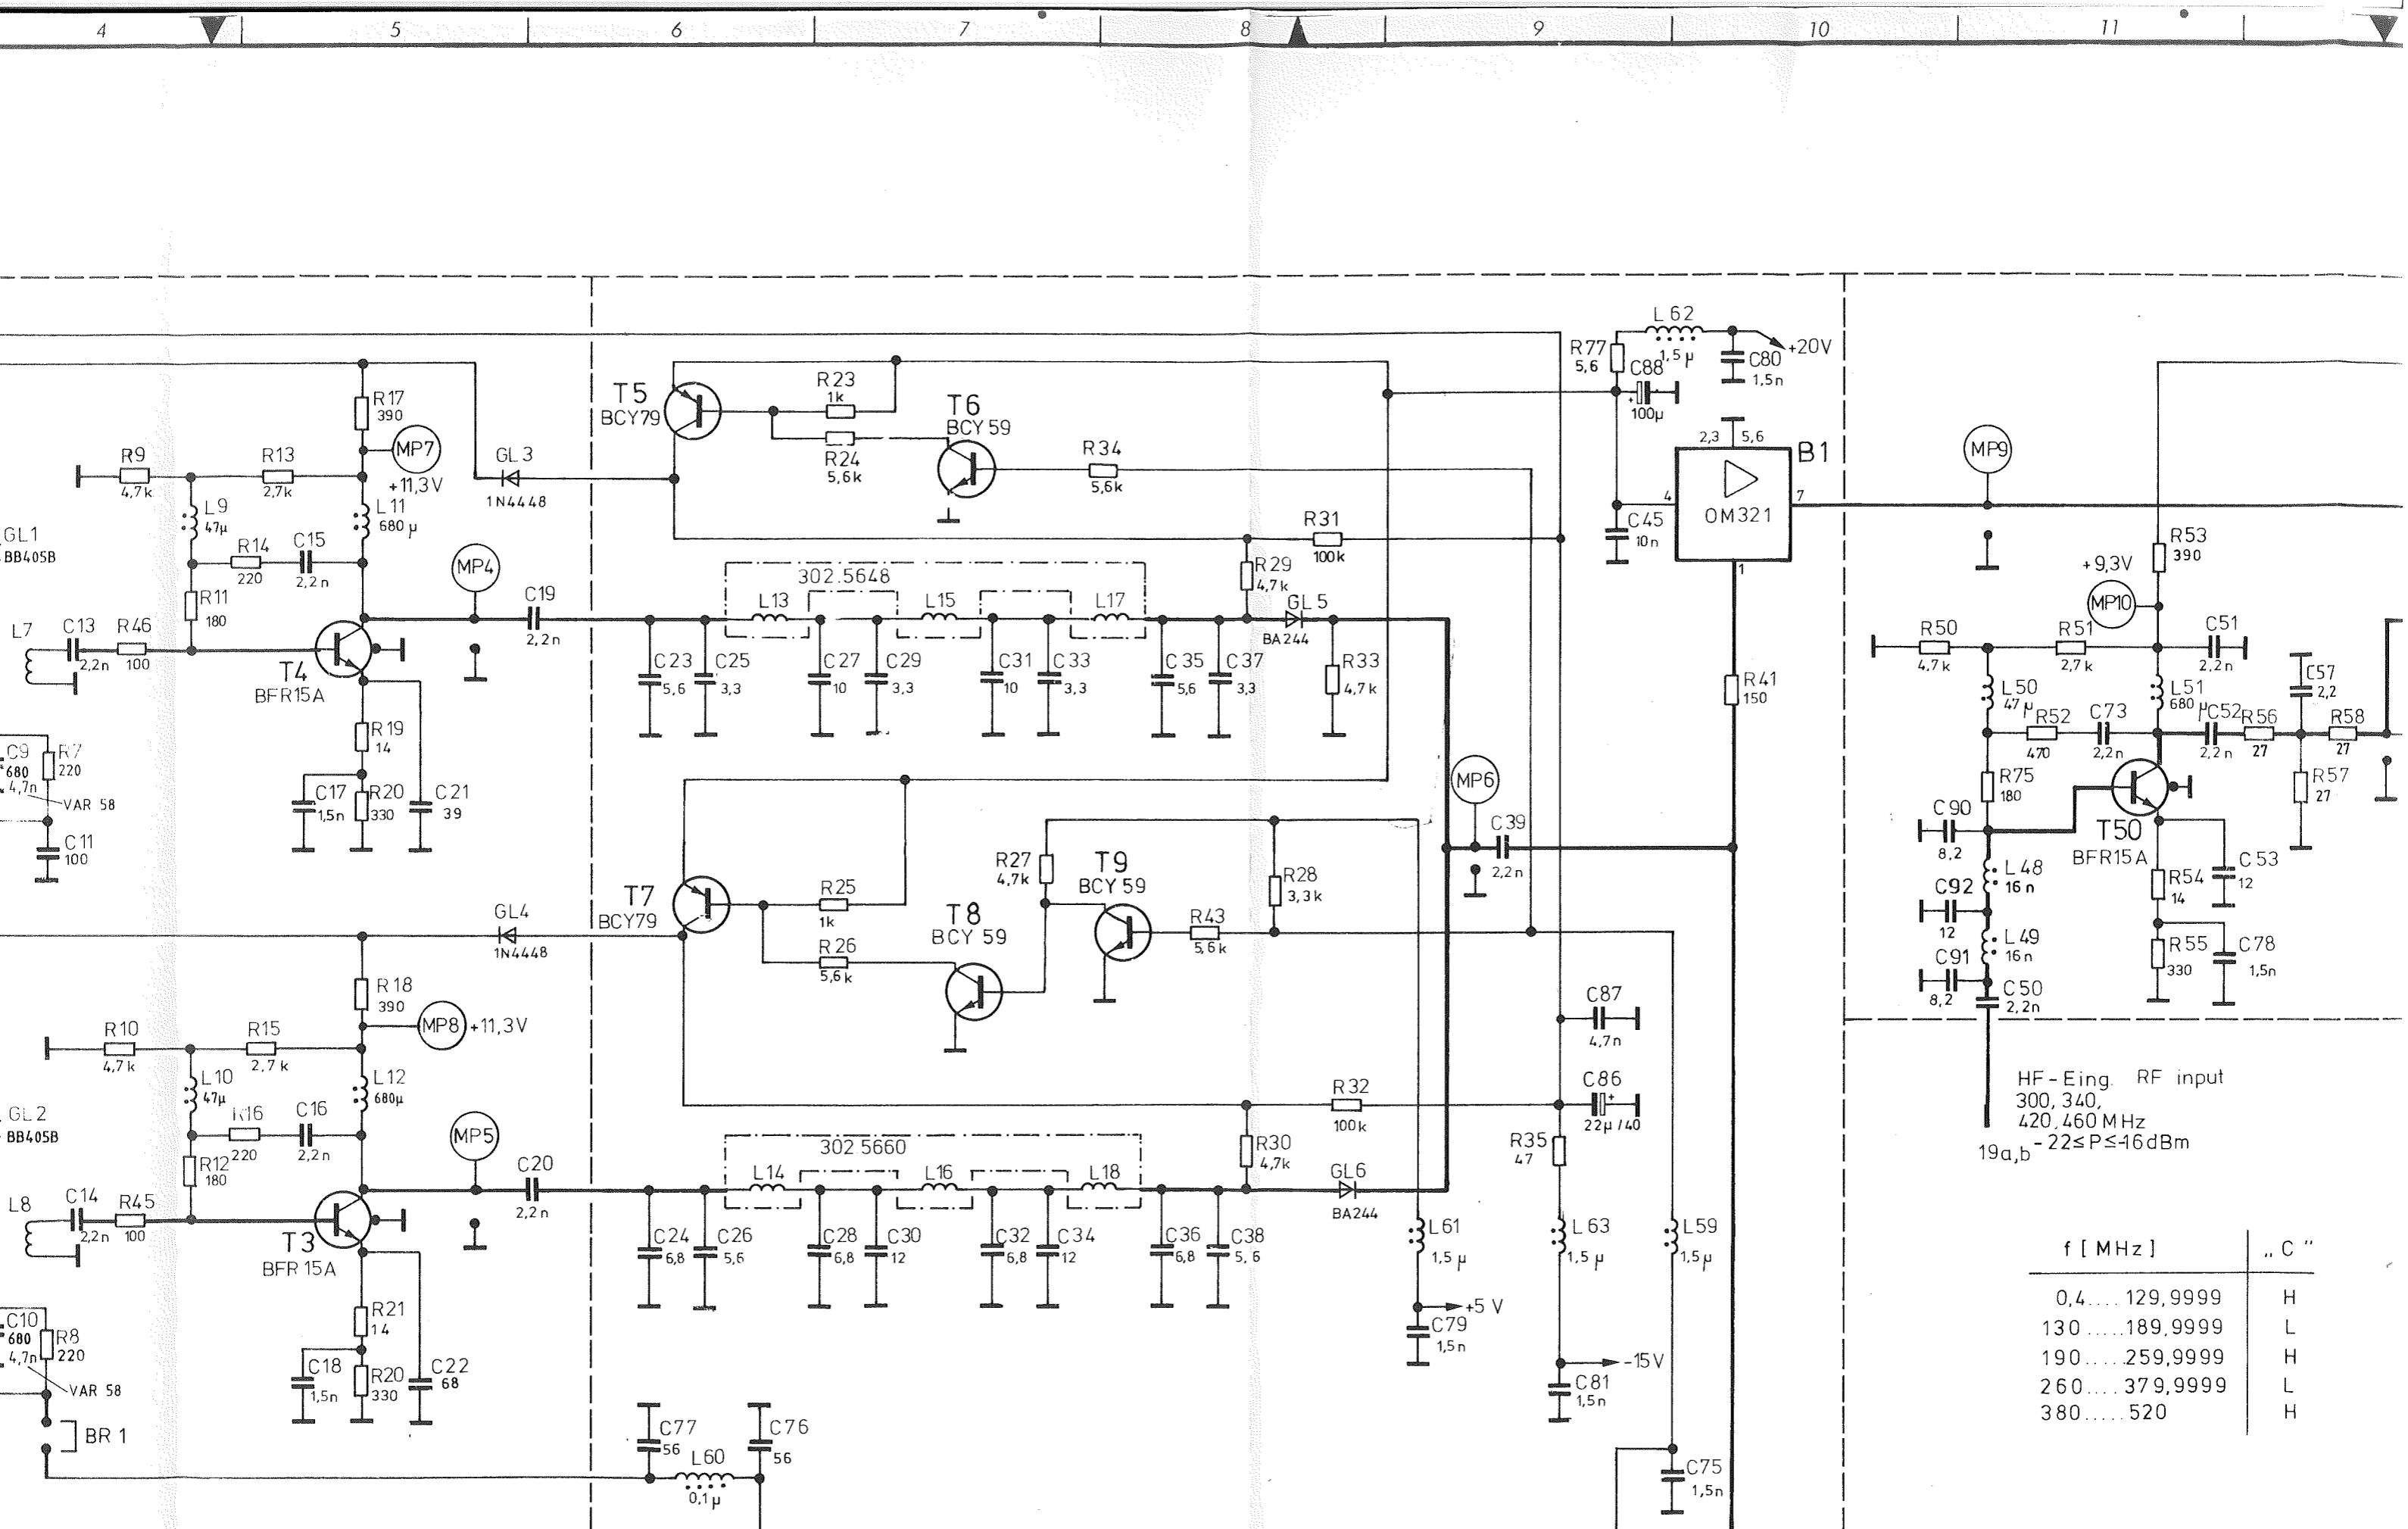 4 5 6 7 8 9 10 11
L 62
1,5 µ
R77
5,6
C88
+
100µ
C80
1,5n
+20V
R17
390
MP7
+11,3V
R9
4,7k
R13
2,7k
GL3
1N4448
T5
BCY79
R23
1k
R24
5,6k
T6
BCY 59
R34
5,6k
2,3 5,6
B1
4
7
OM321
1
MP9
L9
47µ
L11
680 µ
GL1
BB405B
R14
220
C15
2,2n
R11
180
MP4
C19
2,2n
302.5648
L13
L15
L17
R31
100k
R29
4,7k
GL5
BA244
C45
10n
R53
390
+9,3V
MP10
L7
C13
2,2n
R46
100
T4
BFR15A
C23
5,6
C25
3,3
C27
10
C29
3,3
C31
10
C33
3,3
C35
5,6
C37
3,3
R33
4,7k
R41
150
R50
4,7k
R51
2,7k
C51
2,2n
L50
47µ
L51
680 µ
C57
2,2
R52
470
C73
2,2n
C52
2,2n
R56
27
R58
27
R19
14
C9
680
4,7n
R7
220
VAR 58
C11
100
C17
1,5n
R20
330
C21
39
MP6
C39
2,2n
R75
180
R57
27
C90
8,2
T50
BFR15A
R27
4,7k
T9
BCY 59
R28
3,3k
L48
16n
C53
12
R54
14
T7
BCY79
R25
1k
R26
5,6k
T8
BCY 59
R43
5,6k
C92
12
L49
16n
C91
8,2
R55
330
C78
1,5n
C50
2,2n
GL4
1N4448
R18
390
MP8
+11,3V
R10
4,7k
R15
2,7k
C87
4,7n
L10
47µ
L12
680µ
R32
100k
C86
+
22µ/40
HF-Eing. RF input
300, 340,
420, 460 MHz
-22≤P≤-16dBm
19a,b
GL2
BB405B
R16
220
C16
2,2n
R12
180
MP5
C20
2,2n
302.5660
L14
L16
L18
R30
4,7k
GL6
BA244
R35
47
L8
C14
2,2n
R45
100
T3
BFR15A
C24
6,8
C26
5,6
C28
6,8
C30
12
C32
6,8
C34
12
C36
6,8
C38
5,6
L61
1,5µ
L63
1,5µ
L59
1,5µ
+5 V
C79
1,5n
-15V
C81
1,5n
R21
14
C10
680
4,7n
R8
220
VAR 58
C18
1,5n
R20
330
C22
68
BR 1
C77
56
C76
56
L60
0,1µ
C75
1,5n
f [MHz] „C"
0,4.... 129,9999 H
130.....189,9999 L
190.....259,9999 H
260.... 379,9999 L
380.....520 H